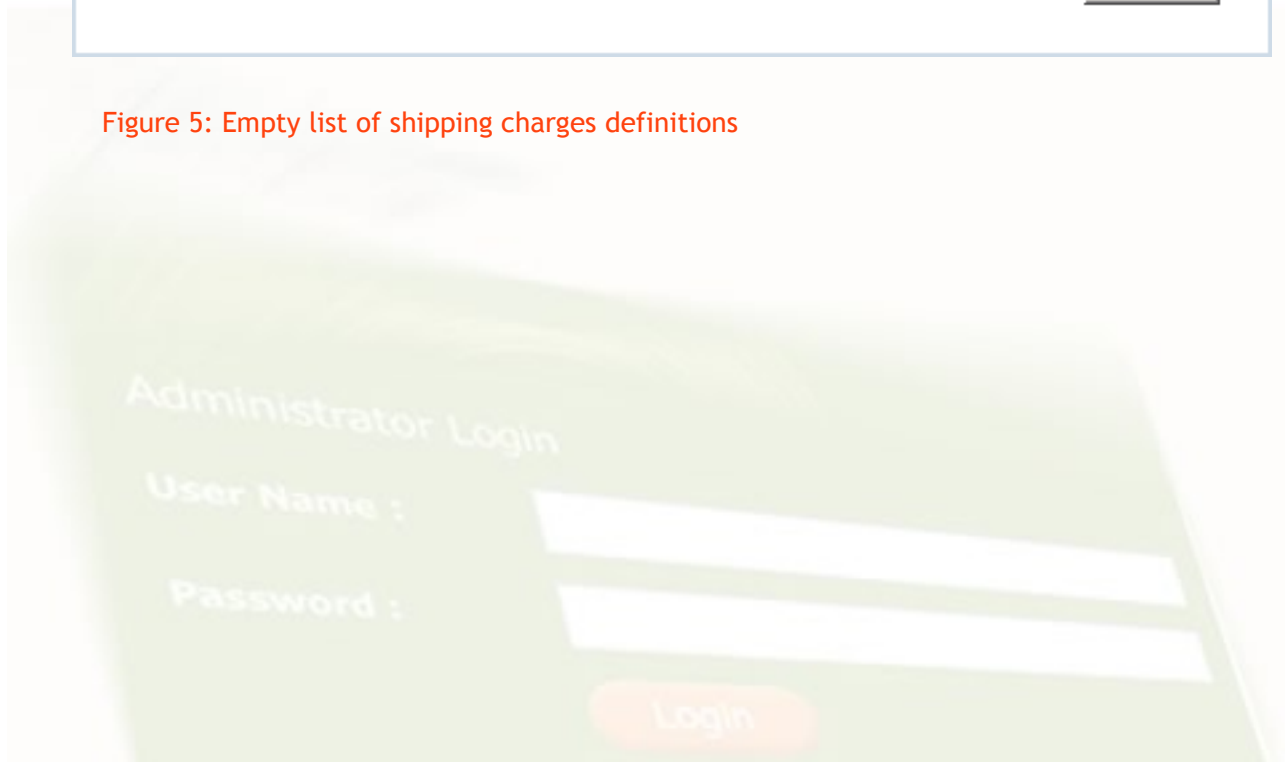 Figure 5: Empty list of shipping charges definitions
Administrator Login
User Name :
Password :
Login